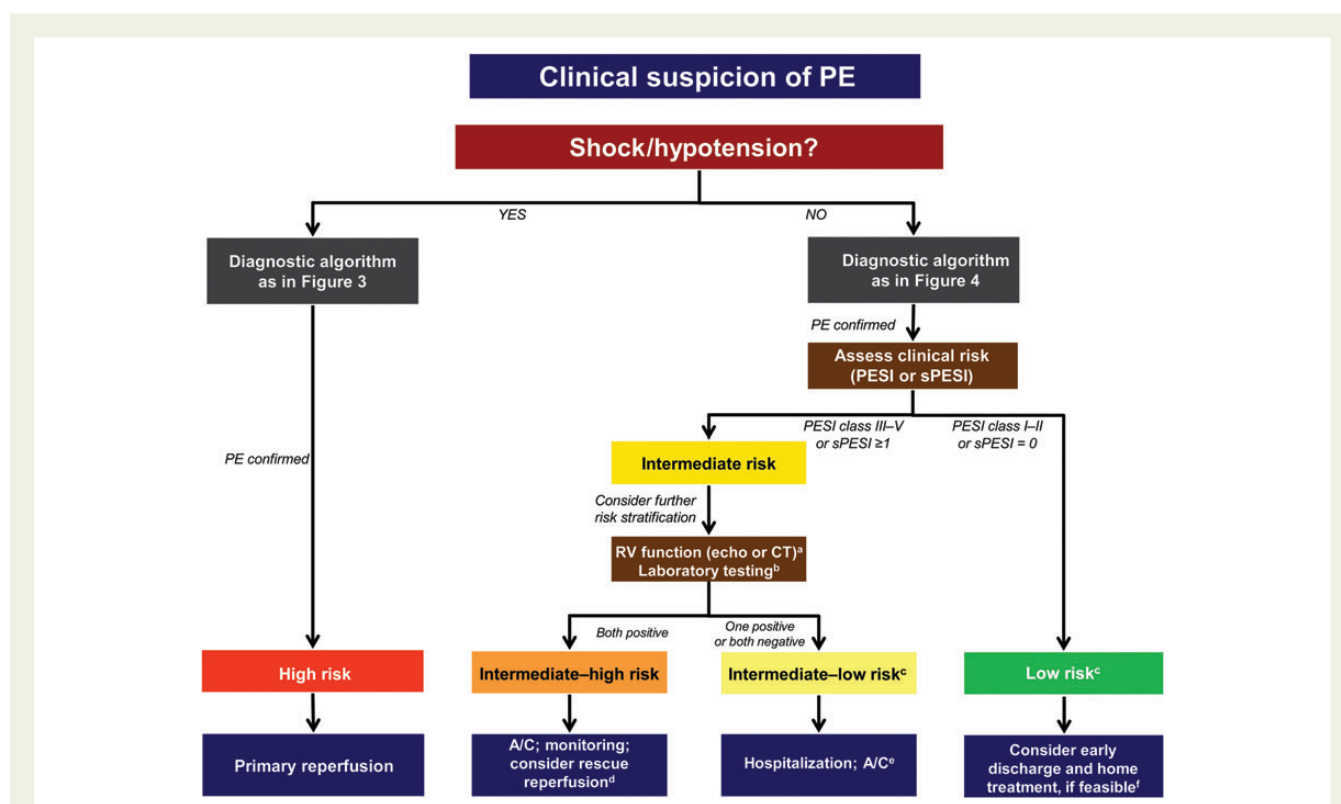 Clinical suspicion of PE
Shock/hypotension?
YES
NO
Diagnostic algorithm
as in Figure 3
Diagnostic algorithm
as in Figure 4
PE confirmed
Assess clinical risk
(PESI or sPESI)
PESI class III–V
or sPESI ≥1
PESI class I–II
or sPESI = 0
PE confirmed
Intermediate risk
Consider further
risk stratification
RV function (echo or CT)ᵃ
Laboratory testingᵇ
Both positive
One positive
or both negative
High risk
Intermediate–high risk
Intermediate–low riskᶜ
Low riskᶜ
Primary reperfusion
A/C; monitoring;
consider rescue
reperfusionᵈ
Hospitalization; A/Cᵉ
Consider early
discharge and home
treatment, if feasibleᶠ